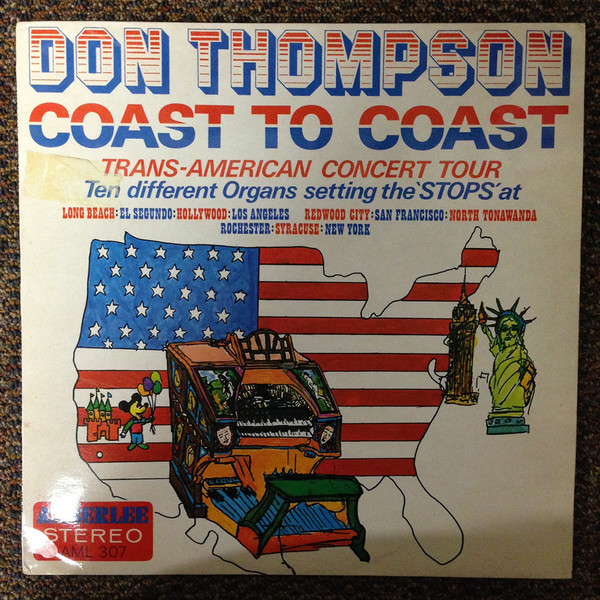 DON THOMPSON
COAST TO COAST
TRANS-AMERICAN CONCERT TOUR
Ten different Organs setting the 'STOPS' at
LONG BEACH: EL SEGUNDO: HOLLYWOOD: LOS ANGELES REDWOOD CITY: SAN FRANCISCO: NORTH TONAWANDA
ROCHESTER: SYRACUSE: NEW YORK
STEREO
AML 307